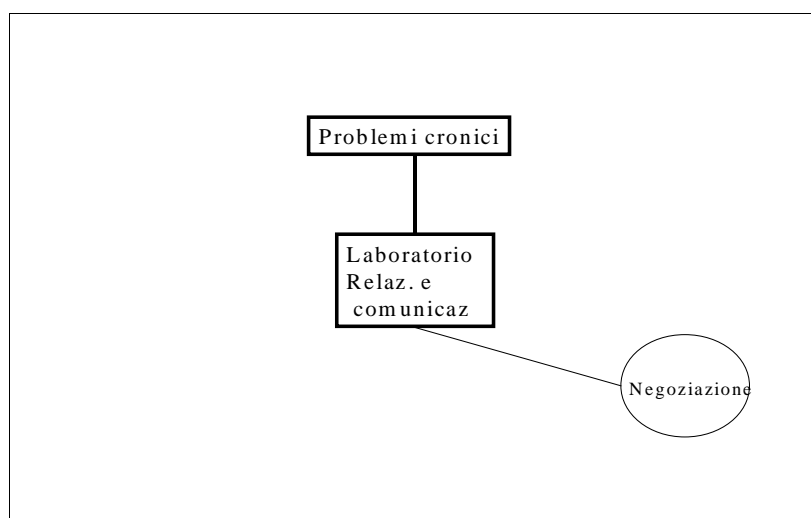 Problemi cronici
Laboratorio
Relaz. e
comunicaz
Negoziazione